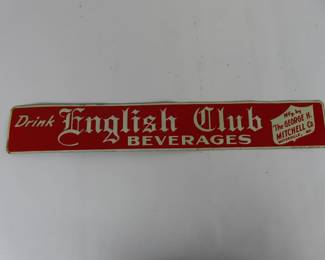 Drink English Club
BEVERAGES
Mfg. by
The GEORGE H.
MITCHELL Co